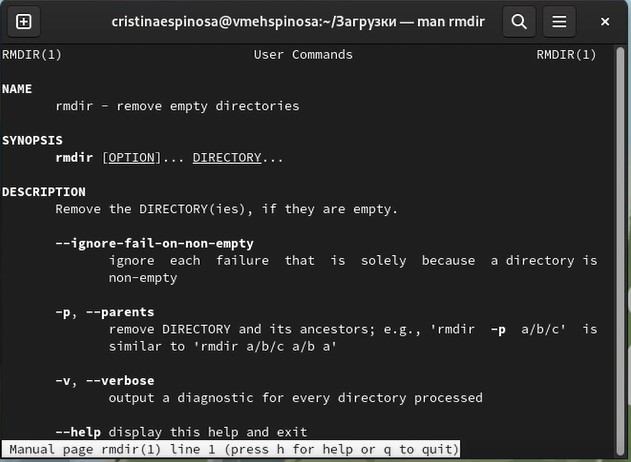 cristinaespinosa@vmehspinosa:~/Загрузки — man rmdir
RMDIR(1) User Commands RMDIR(1)
NAME
rmdir - remove empty directories
SYNOPSIS
rmdir [OPTION]... DIRECTORY...
DESCRIPTION
Remove the DIRECTORY(ies), if they are empty.
--ignore-fail-on-non-empty
ignore each failure that is solely because a directory is
non-empty
-p, --parents
remove DIRECTORY and its ancestors; e.g., 'rmdir -p a/b/c' is
similar to 'rmdir a/b/c a/b a'
-v, --verbose
output a diagnostic for every directory processed
--help display this help and exit
Manual page rmdir(1) line 1 (press h for help or q to quit)